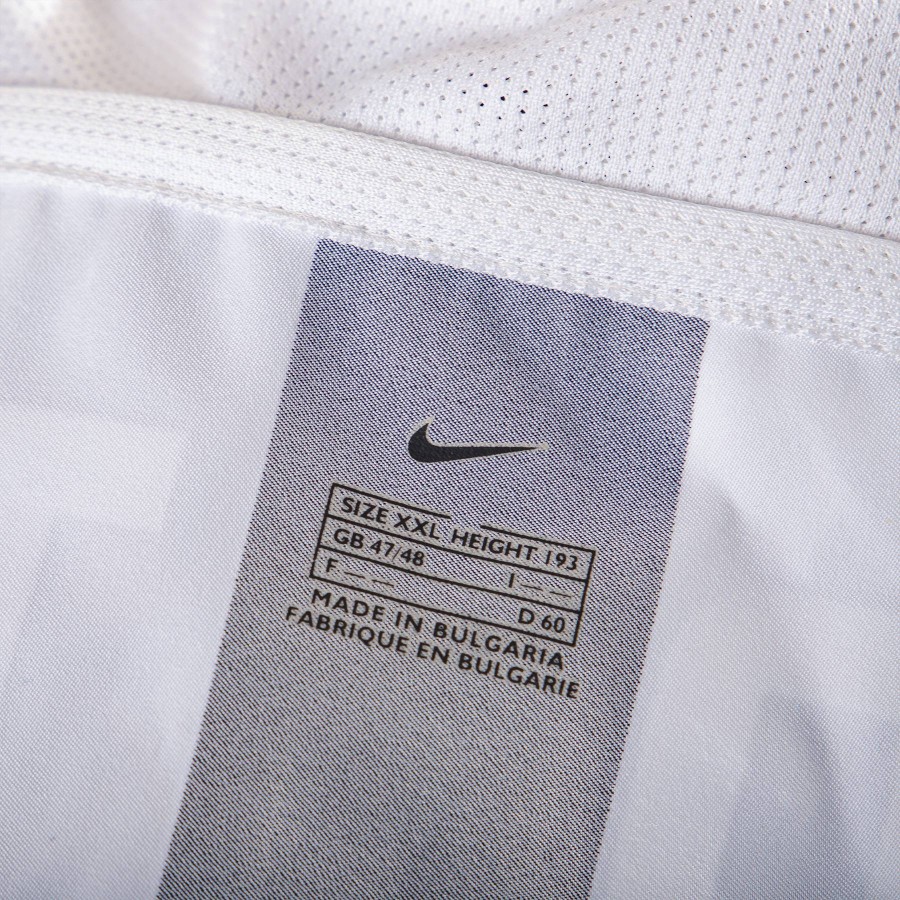 SIZE XXL HEIGHT 193
GB 47/48 I — —
F — — D 60
MADE IN BULGARIA
FABRIQUE EN BULGARIE